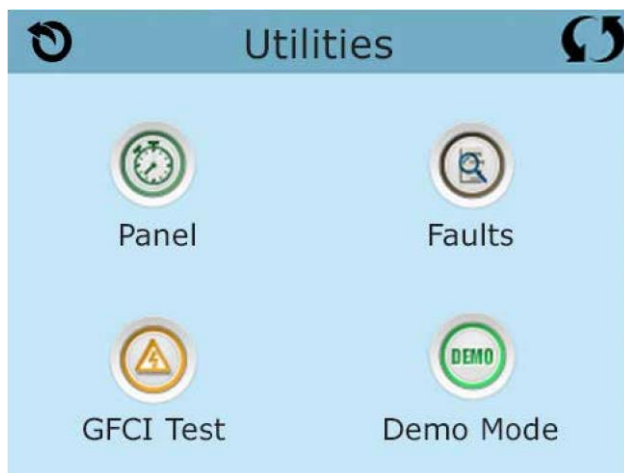 Utilities
Panel
Faults
DEMO
GFCI Test
Demo Mode